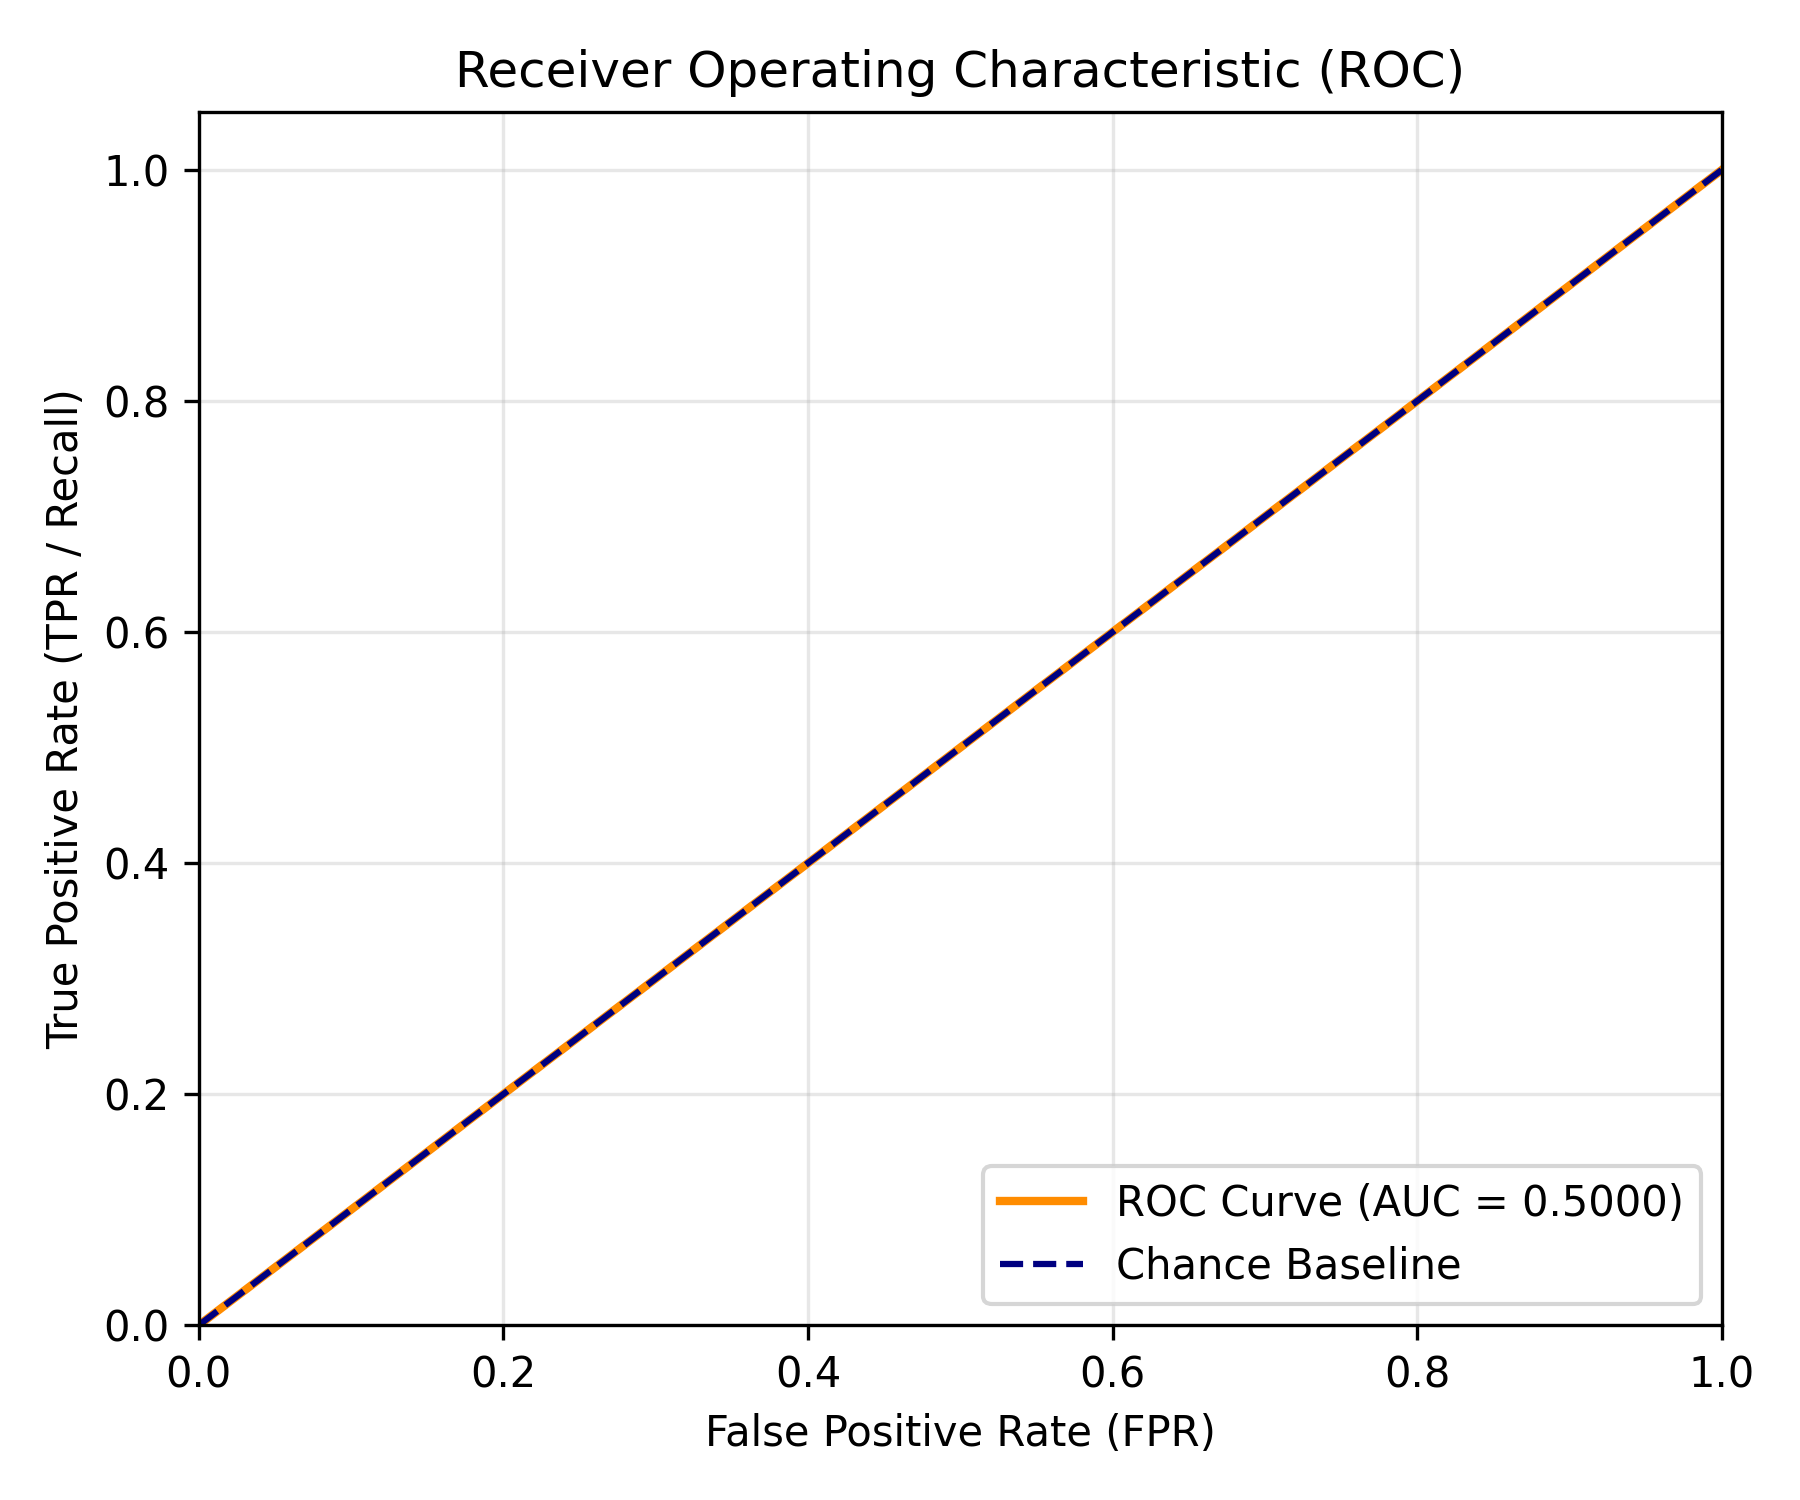 Receiver Operating Characteristic (ROC)
True Positive Rate (TPR / Recall)
1.0
0.8
0.6
0.4
0.2
0.0
ROC Curve (AUC = 0.5000)
Chance Baseline
0.0 0.2 0.4 0.6 0.8 1.0
False Positive Rate (FPR)